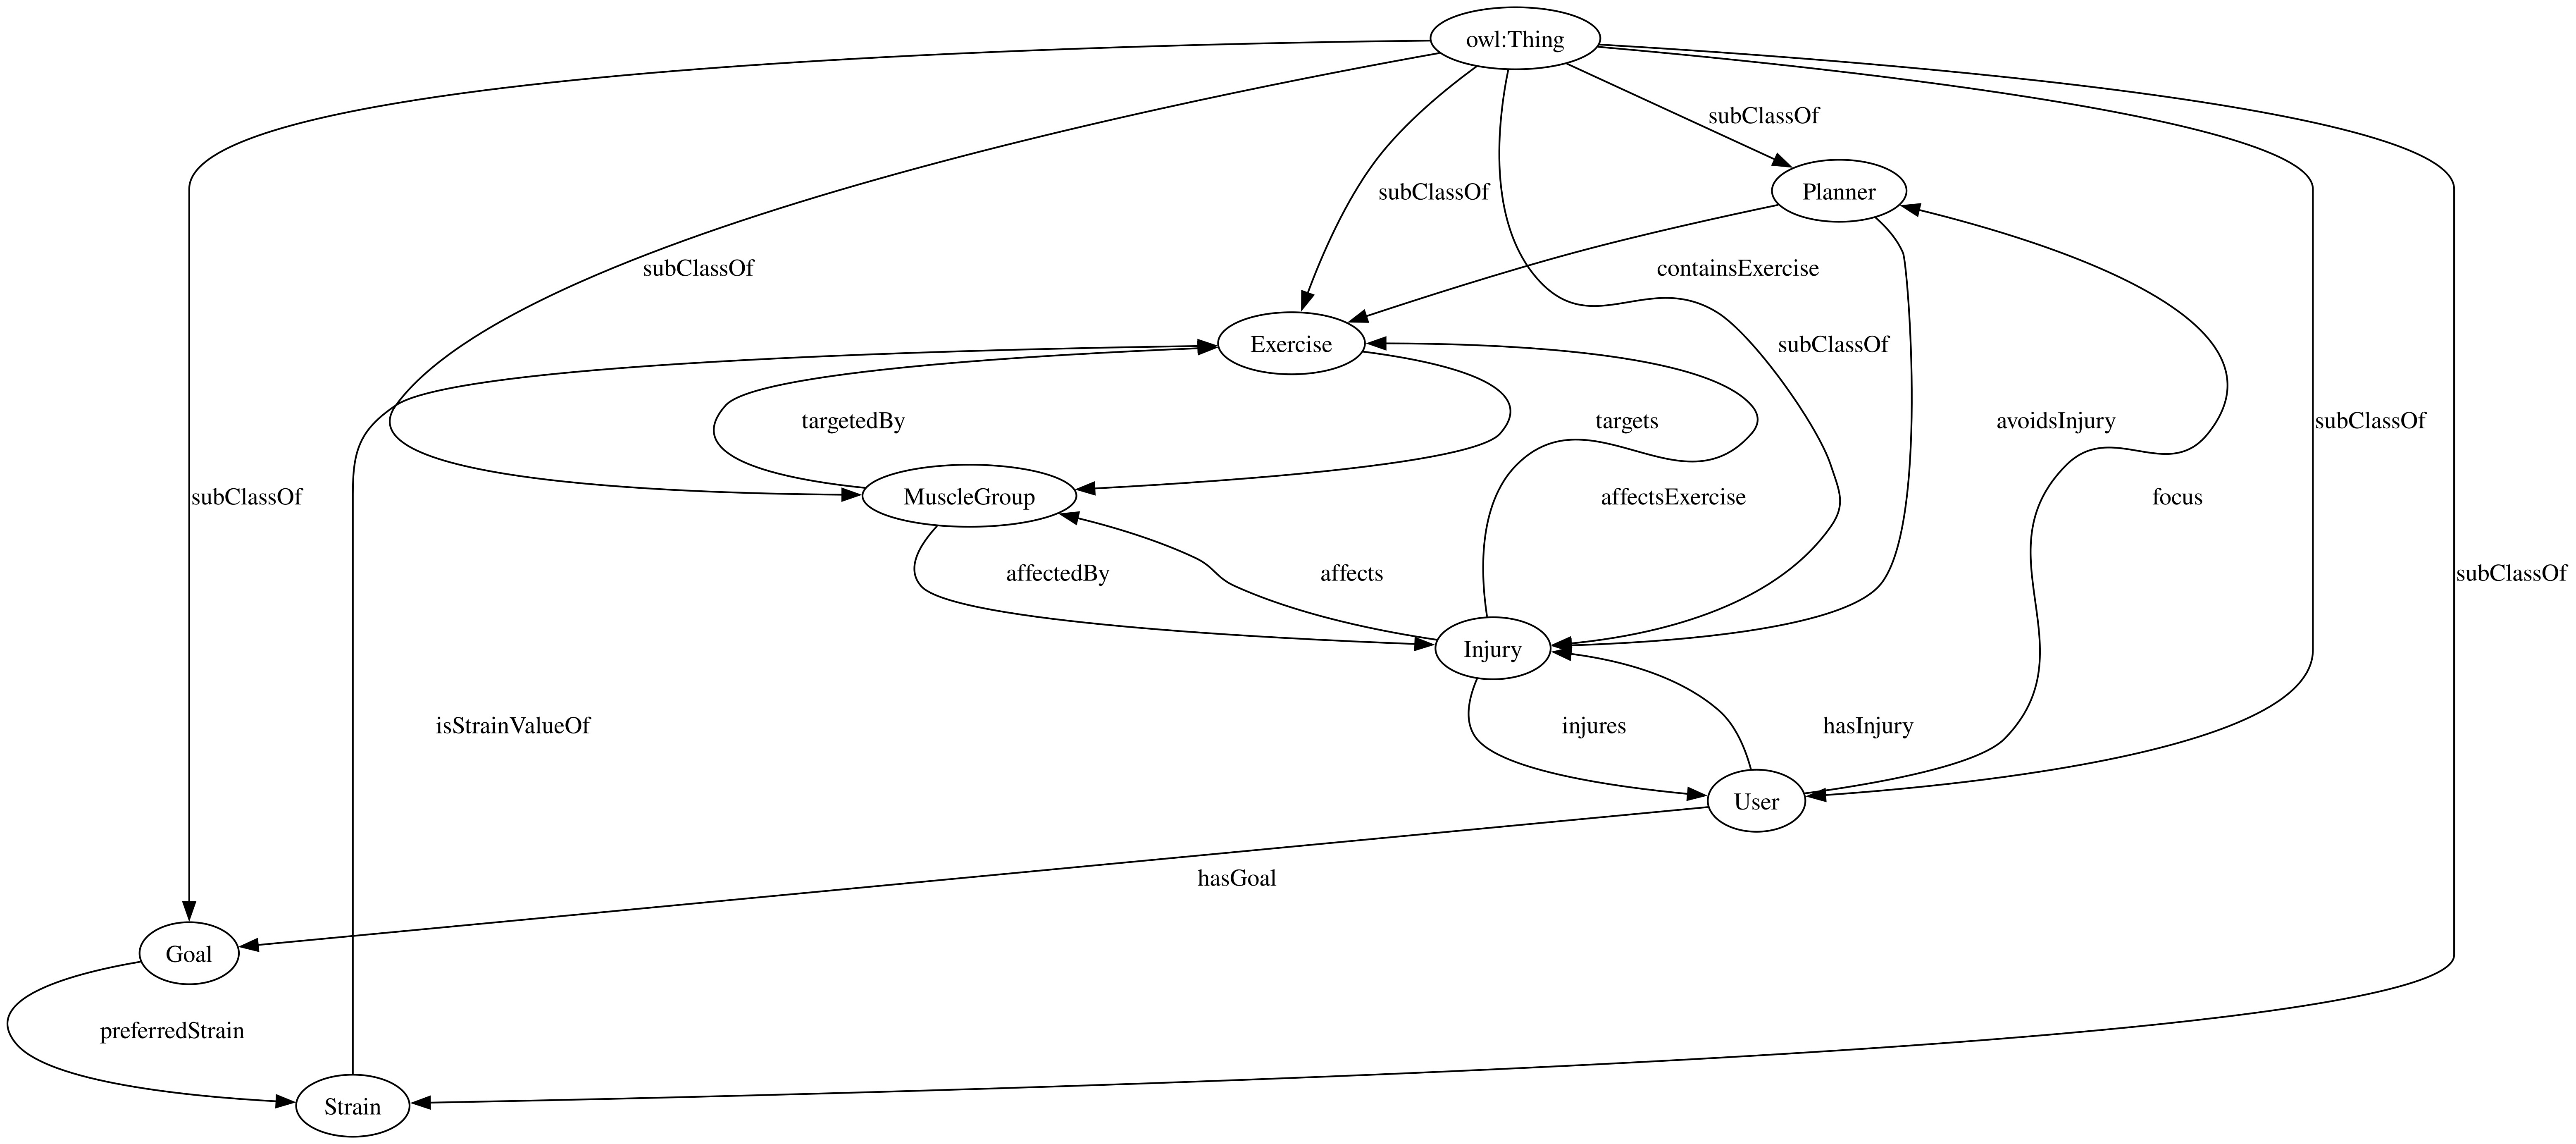 owl:Thing
subClassOf
Planner
subClassOf
subClassOf
containsExercise
Exercise
subClassOf
targetedBy
targets
avoidsInjury
subClassOf
subClassOf
MuscleGroup
affectsExercise
focus
affectedBy
affects
subClassOf
Injury
isStrainValueOf
injures
hasInjury
User
hasGoal
Goal
preferredStrain
Strain